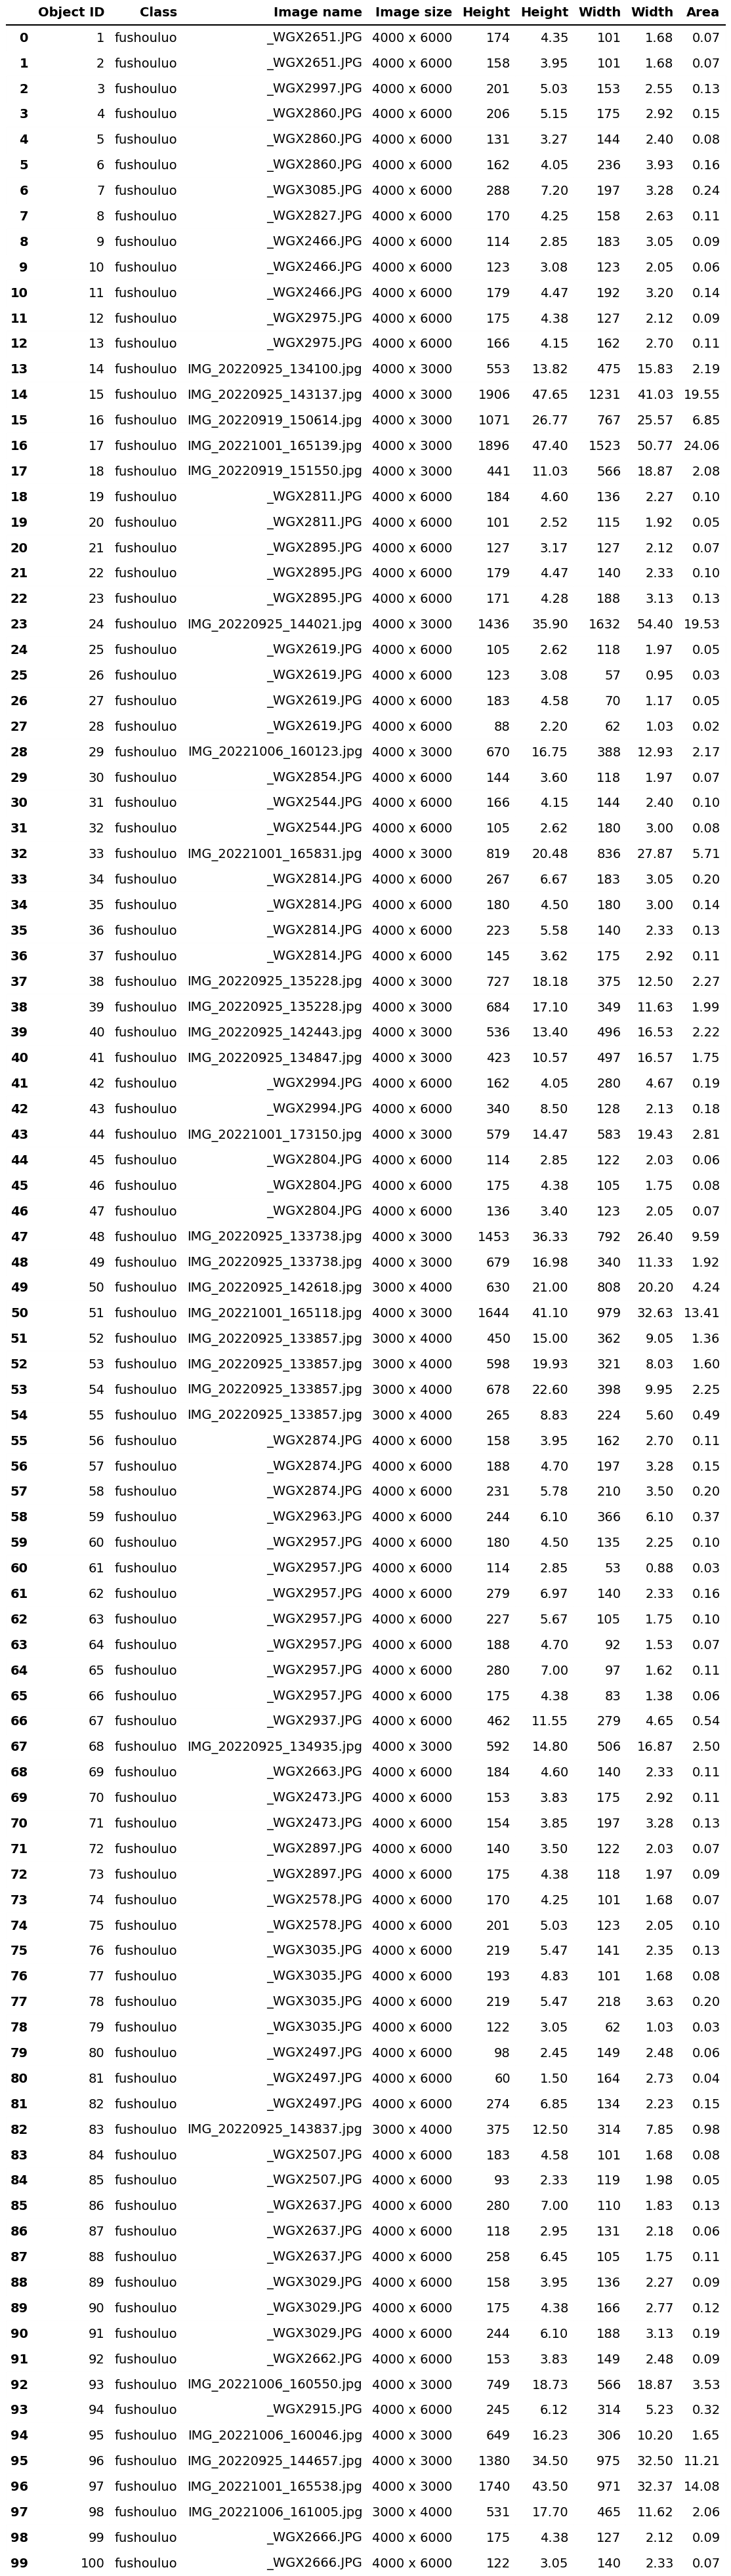 Object ID Class Image name Image size Height Height Width Width Area
0 1 fushouluo _WGX2651.JPG 4000 x 6000 174 4.35 101 1.68 0.07
1 2 fushouluo _WGX2651.JPG 4000 x 6000 158 3.95 101 1.68 0.07
2 3 fushouluo _WGX2997.JPG 4000 x 6000 201 5.03 153 2.55 0.13
3 4 fushouluo _WGX2860.JPG 4000 x 6000 206 5.15 175 2.92 0.15
4 5 fushouluo _WGX2860.JPG 4000 x 6000 131 3.27 144 2.40 0.08
5 6 fushouluo _WGX2860.JPG 4000 x 6000 162 4.05 236 3.93 0.16
6 7 fushouluo _WGX3085.JPG 4000 x 6000 288 7.20 197 3.28 0.24
7 8 fushouluo _WGX2827.JPG 4000 x 6000 170 4.25 158 2.63 0.11
8 9 fushouluo _WGX2466.JPG 4000 x 6000 114 2.85 183 3.05 0.09
9 10 fushouluo _WGX2466.JPG 4000 x 6000 123 3.08 123 2.05 0.06
10 11 fushouluo _WGX2466.JPG 4000 x 6000 179 4.47 192 3.20 0.14
11 12 fushouluo _WGX2975.JPG 4000 x 6000 175 4.38 127 2.12 0.09
12 13 fushouluo _WGX2975.JPG 4000 x 6000 166 4.15 162 2.70 0.11
13 14 fushouluo IMG_20220925_134100.jpg 4000 x 3000 553 13.82 475 15.83 2.19
14 15 fushouluo IMG_20220925_143137.jpg 4000 x 3000 1906 47.65 1231 41.03 19.55
15 16 fushouluo IMG_20220919_150614.jpg 4000 x 3000 1071 26.77 767 25.57 6.85
16 17 fushouluo IMG_20221001_165139.jpg 4000 x 3000 1896 47.40 1523 50.77 24.06
17 18 fushouluo IMG_20220919_151550.jpg 4000 x 3000 441 11.03 566 18.87 2.08
18 19 fushouluo _WGX2811.JPG 4000 x 6000 184 4.60 136 2.27 0.10
19 20 fushouluo _WGX2811.JPG 4000 x 6000 101 2.52 115 1.92 0.05
20 21 fushouluo _WGX2895.JPG 4000 x 6000 127 3.17 127 2.12 0.07
21 22 fushouluo _WGX2895.JPG 4000 x 6000 179 4.47 140 2.33 0.10
22 23 fushouluo _WGX2895.JPG 4000 x 6000 171 4.28 188 3.13 0.13
23 24 fushouluo IMG_20220925_144021.jpg 4000 x 3000 1436 35.90 1632 54.40 19.53
24 25 fushouluo _WGX2619.JPG 4000 x 6000 105 2.62 118 1.97 0.05
25 26 fushouluo _WGX2619.JPG 4000 x 6000 123 3.08 57 0.95 0.03
26 27 fushouluo _WGX2619.JPG 4000 x 6000 183 4.58 70 1.17 0.05
27 28 fushouluo _WGX2619.JPG 4000 x 6000 88 2.20 62 1.03 0.02
28 29 fushouluo IMG_20221006_160123.jpg 4000 x 3000 670 16.75 388 12.93 2.17
29 30 fushouluo _WGX2854.JPG 4000 x 6000 144 3.60 118 1.97 0.07
30 31 fushouluo _WGX2544.JPG 4000 x 6000 166 4.15 144 2.40 0.10
31 32 fushouluo _WGX2544.JPG 4000 x 6000 105 2.62 180 3.00 0.08
32 33 fushouluo IMG_20221001_165831.jpg 4000 x 3000 819 20.48 836 27.87 5.71
33 34 fushouluo _WGX2814.JPG 4000 x 6000 267 6.67 183 3.05 0.20
34 35 fushouluo _WGX2814.JPG 4000 x 6000 180 4.50 180 3.00 0.14
35 36 fushouluo _WGX2814.JPG 4000 x 6000 223 5.58 140 2.33 0.13
36 37 fushouluo _WGX2814.JPG 4000 x 6000 145 3.62 175 2.92 0.11
37 38 fushouluo IMG_20220925_135228.jpg 4000 x 3000 727 18.18 375 12.50 2.27
38 39 fushouluo IMG_20220925_135228.jpg 4000 x 3000 684 17.10 349 11.63 1.99
39 40 fushouluo IMG_20220925_142443.jpg 4000 x 3000 536 13.40 496 16.53 2.22
40 41 fushouluo IMG_20220925_134847.jpg 4000 x 3000 423 10.57 497 16.57 1.75
41 42 fushouluo _WGX2994.JPG 4000 x 6000 162 4.05 280 4.67 0.19
42 43 fushouluo _WGX2994.JPG 4000 x 6000 340 8.50 128 2.13 0.18
43 44 fushouluo IMG_20221001_173150.jpg 4000 x 3000 579 14.47 583 19.43 2.81
44 45 fushouluo _WGX2804.JPG 4000 x 6000 114 2.85 122 2.03 0.06
45 46 fushouluo _WGX2804.JPG 4000 x 6000 175 4.38 105 1.75 0.08
46 47 fushouluo _WGX2804.JPG 4000 x 6000 136 3.40 123 2.05 0.07
47 48 fushouluo IMG_20220925_133738.jpg 4000 x 3000 1453 36.33 792 26.40 9.59
48 49 fushouluo IMG_20220925_133738.jpg 4000 x 3000 679 16.98 340 11.33 1.92
49 50 fushouluo IMG_20220925_142618.jpg 3000 x 4000 630 21.00 808 20.20 4.24
50 51 fushouluo IMG_20221001_165118.jpg 4000 x 3000 1644 41.10 979 32.63 13.41
51 52 fushouluo IMG_20220925_133857.jpg 3000 x 4000 450 15.00 362 9.05 1.36
52 53 fushouluo IMG_20220925_133857.jpg 3000 x 4000 598 19.93 321 8.03 1.60
53 54 fushouluo IMG_20220925_133857.jpg 3000 x 4000 678 22.60 398 9.95 2.25
54 55 fushouluo IMG_20220925_133857.jpg 3000 x 4000 265 8.83 224 5.60 0.49
55 56 fushouluo _WGX2874.JPG 4000 x 6000 158 3.95 162 2.70 0.11
56 57 fushouluo _WGX2874.JPG 4000 x 6000 188 4.70 197 3.28 0.15
57 58 fushouluo _WGX2874.JPG 4000 x 6000 231 5.78 210 3.50 0.20
58 59 fushouluo _WGX2963.JPG 4000 x 6000 244 6.10 366 6.10 0.37
59 60 fushouluo _WGX2957.JPG 4000 x 6000 180 4.50 135 2.25 0.10
60 61 fushouluo _WGX2957.JPG 4000 x 6000 114 2.85 53 0.88 0.03
61 62 fushouluo _WGX2957.JPG 4000 x 6000 279 6.97 140 2.33 0.16
62 63 fushouluo _WGX2957.JPG 4000 x 6000 227 5.67 105 1.75 0.10
63 64 fushouluo _WGX2957.JPG 4000 x 6000 188 4.70 92 1.53 0.07
64 65 fushouluo _WGX2957.JPG 4000 x 6000 280 7.00 97 1.62 0.11
65 66 fushouluo _WGX2957.JPG 4000 x 6000 175 4.38 83 1.38 0.06
66 67 fushouluo _WGX2937.JPG 4000 x 6000 462 11.55 279 4.65 0.54
67 68 fushouluo IMG_20220925_134935.jpg 4000 x 3000 592 14.80 506 16.87 2.50
68 69 fushouluo _WGX2663.JPG 4000 x 6000 184 4.60 140 2.33 0.11
69 70 fushouluo _WGX2473.JPG 4000 x 6000 153 3.83 175 2.92 0.11
70 71 fushouluo _WGX2473.JPG 4000 x 6000 154 3.85 197 3.28 0.13
71 72 fushouluo _WGX2897.JPG 4000 x 6000 140 3.50 122 2.03 0.07
72 73 fushouluo _WGX2897.JPG 4000 x 6000 175 4.38 118 1.97 0.09
73 74 fushouluo _WGX2578.JPG 4000 x 6000 170 4.25 101 1.68 0.07
74 75 fushouluo _WGX2578.JPG 4000 x 6000 201 5.03 123 2.05 0.10
75 76 fushouluo _WGX3035.JPG 4000 x 6000 219 5.47 141 2.35 0.13
76 77 fushouluo _WGX3035.JPG 4000 x 6000 193 4.83 101 1.68 0.08
77 78 fushouluo _WGX3035.JPG 4000 x 6000 219 5.47 218 3.63 0.20
78 79 fushouluo _WGX3035.JPG 4000 x 6000 122 3.05 62 1.03 0.03
79 80 fushouluo _WGX2497.JPG 4000 x 6000 98 2.45 149 2.48 0.06
80 81 fushouluo _WGX2497.JPG 4000 x 6000 60 1.50 164 2.73 0.04
81 82 fushouluo _WGX2497.JPG 4000 x 6000 274 6.85 134 2.23 0.15
82 83 fushouluo IMG_20220925_143837.jpg 3000 x 4000 375 12.50 314 7.85 0.98
83 84 fushouluo _WGX2507.JPG 4000 x 6000 183 4.58 101 1.68 0.08
84 85 fushouluo _WGX2507.JPG 4000 x 6000 93 2.33 119 1.98 0.05
85 86 fushouluo _WGX2637.JPG 4000 x 6000 280 7.00 110 1.83 0.13
86 87 fushouluo _WGX2637.JPG 4000 x 6000 118 2.95 131 2.18 0.06
87 88 fushouluo _WGX2637.JPG 4000 x 6000 258 6.45 105 1.75 0.11
88 89 fushouluo _WGX3029.JPG 4000 x 6000 158 3.95 136 2.27 0.09
89 90 fushouluo _WGX3029.JPG 4000 x 6000 175 4.38 166 2.77 0.12
90 91 fushouluo _WGX3029.JPG 4000 x 6000 244 6.10 188 3.13 0.19
91 92 fushouluo _WGX2662.JPG 4000 x 6000 153 3.83 149 2.48 0.09
92 93 fushouluo IMG_20221006_160550.jpg 4000 x 3000 749 18.73 566 18.87 3.53
93 94 fushouluo _WGX2915.JPG 4000 x 6000 245 6.12 314 5.23 0.32
94 95 fushouluo IMG_20221006_160046.jpg 4000 x 3000 649 16.23 306 10.20 1.65
95 96 fushouluo IMG_20220925_144657.jpg 4000 x 3000 1380 34.50 975 32.50 11.21
96 97 fushouluo IMG_20221001_165538.jpg 4000 x 3000 1740 43.50 971 32.37 14.08
97 98 fushouluo IMG_20221006_161005.jpg 3000 x 4000 531 17.70 465 11.62 2.06
98 99 fushouluo _WGX2666.JPG 4000 x 6000 175 4.38 127 2.12 0.09
99 100 fushouluo _WGX2666.JPG 4000 x 6000 122 3.05 140 2.33 0.07